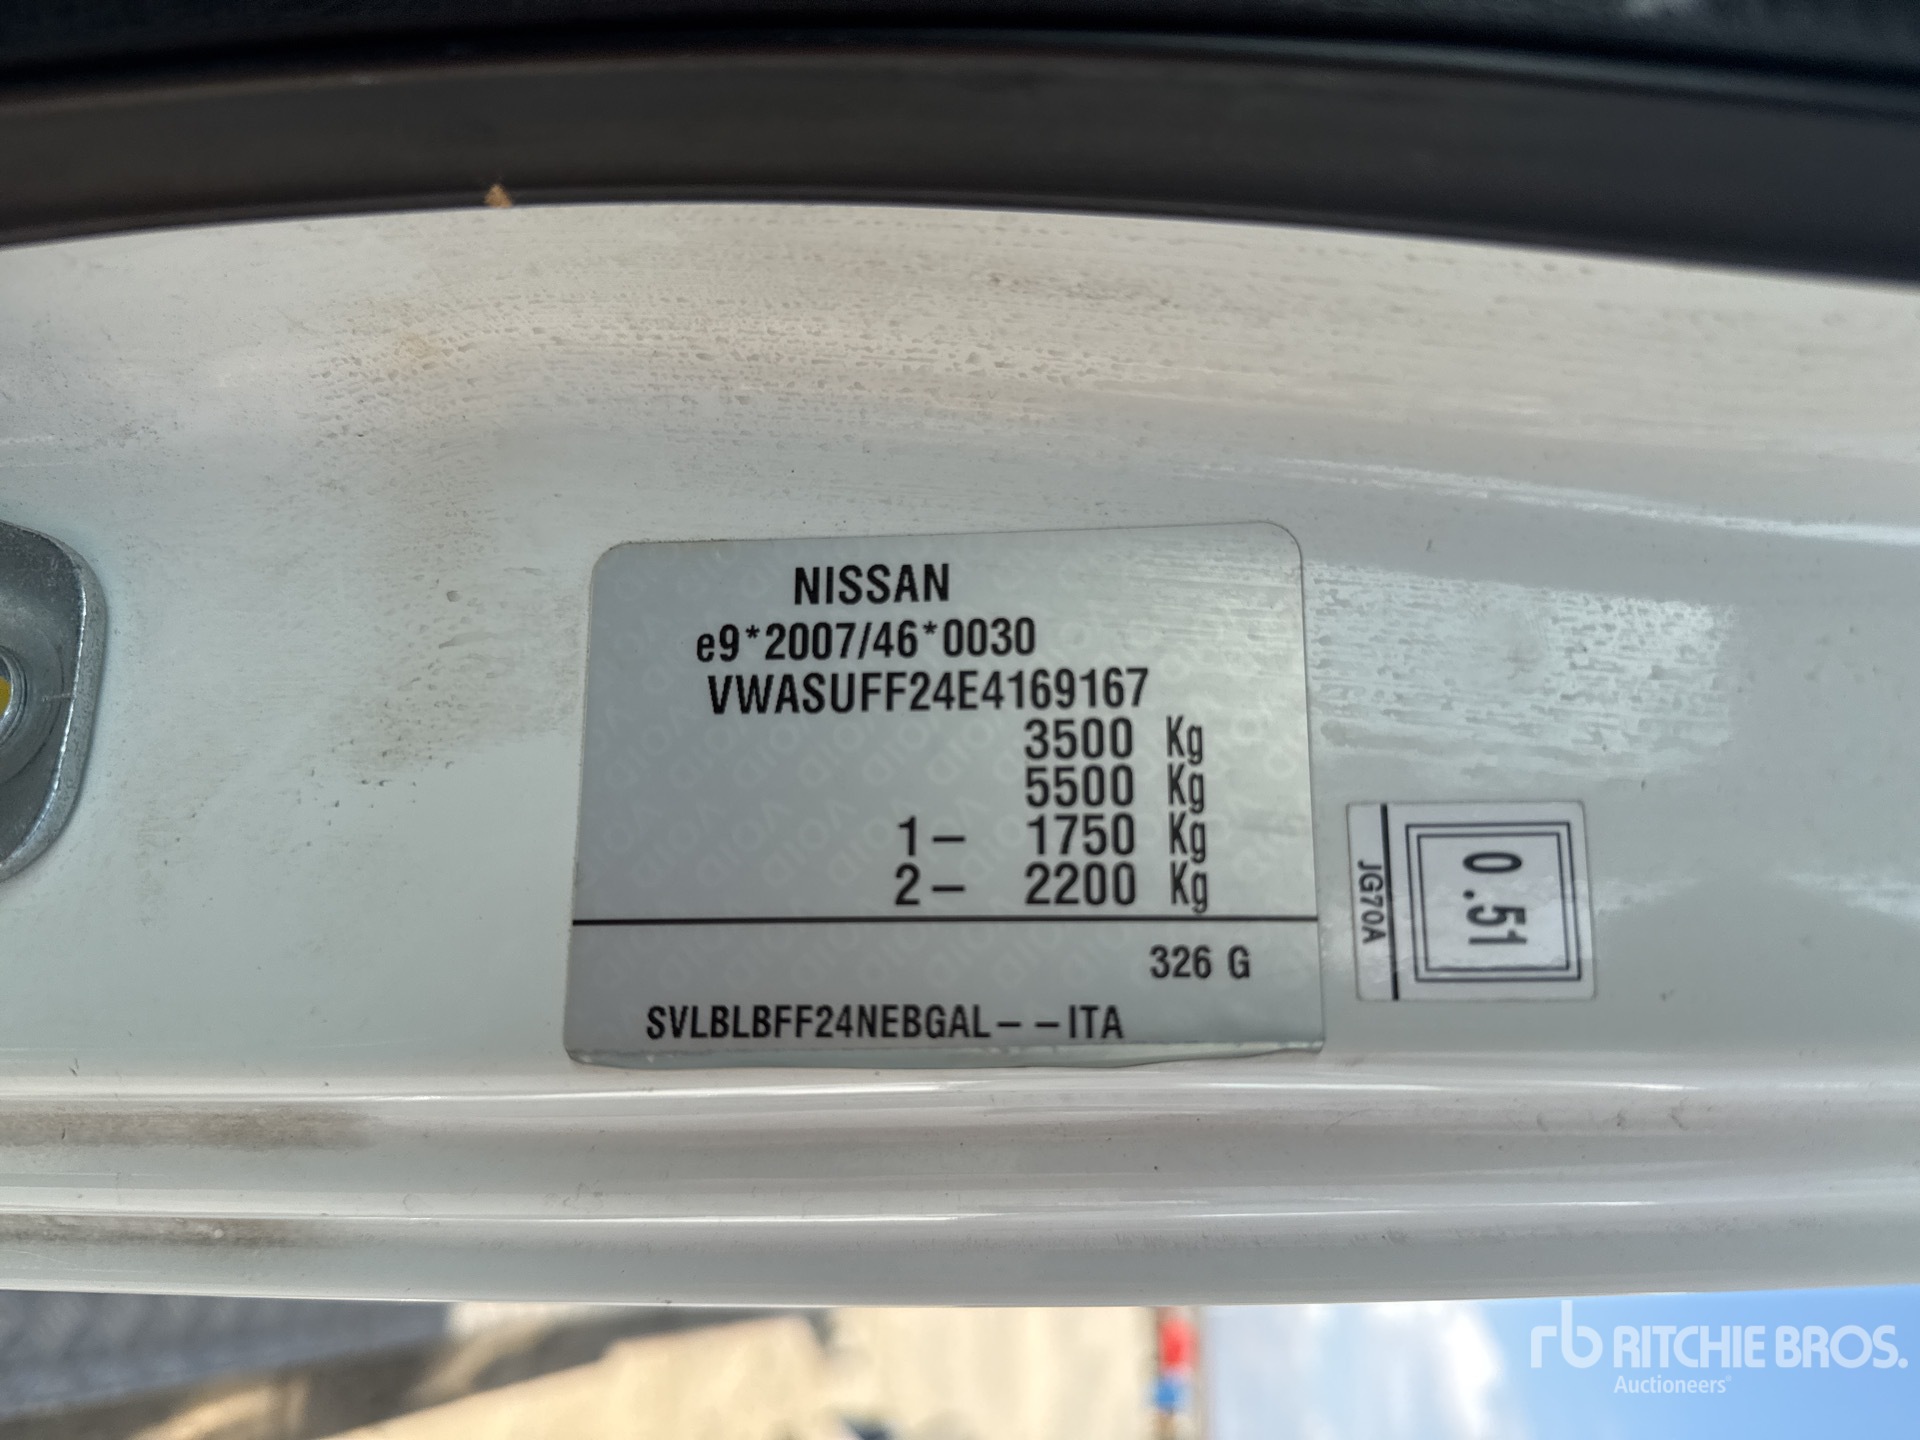 NISSAN
e9*2007/46*0030
VWASUFF24E4169167
3500 Kg
5500 Kg
1- 1750 Kg
2- 2200 Kg
326 G
SVLBLBFF24NEBGAL--ITA
0.51
JG70A
rb RITCHIE BROS.
Auctioneers